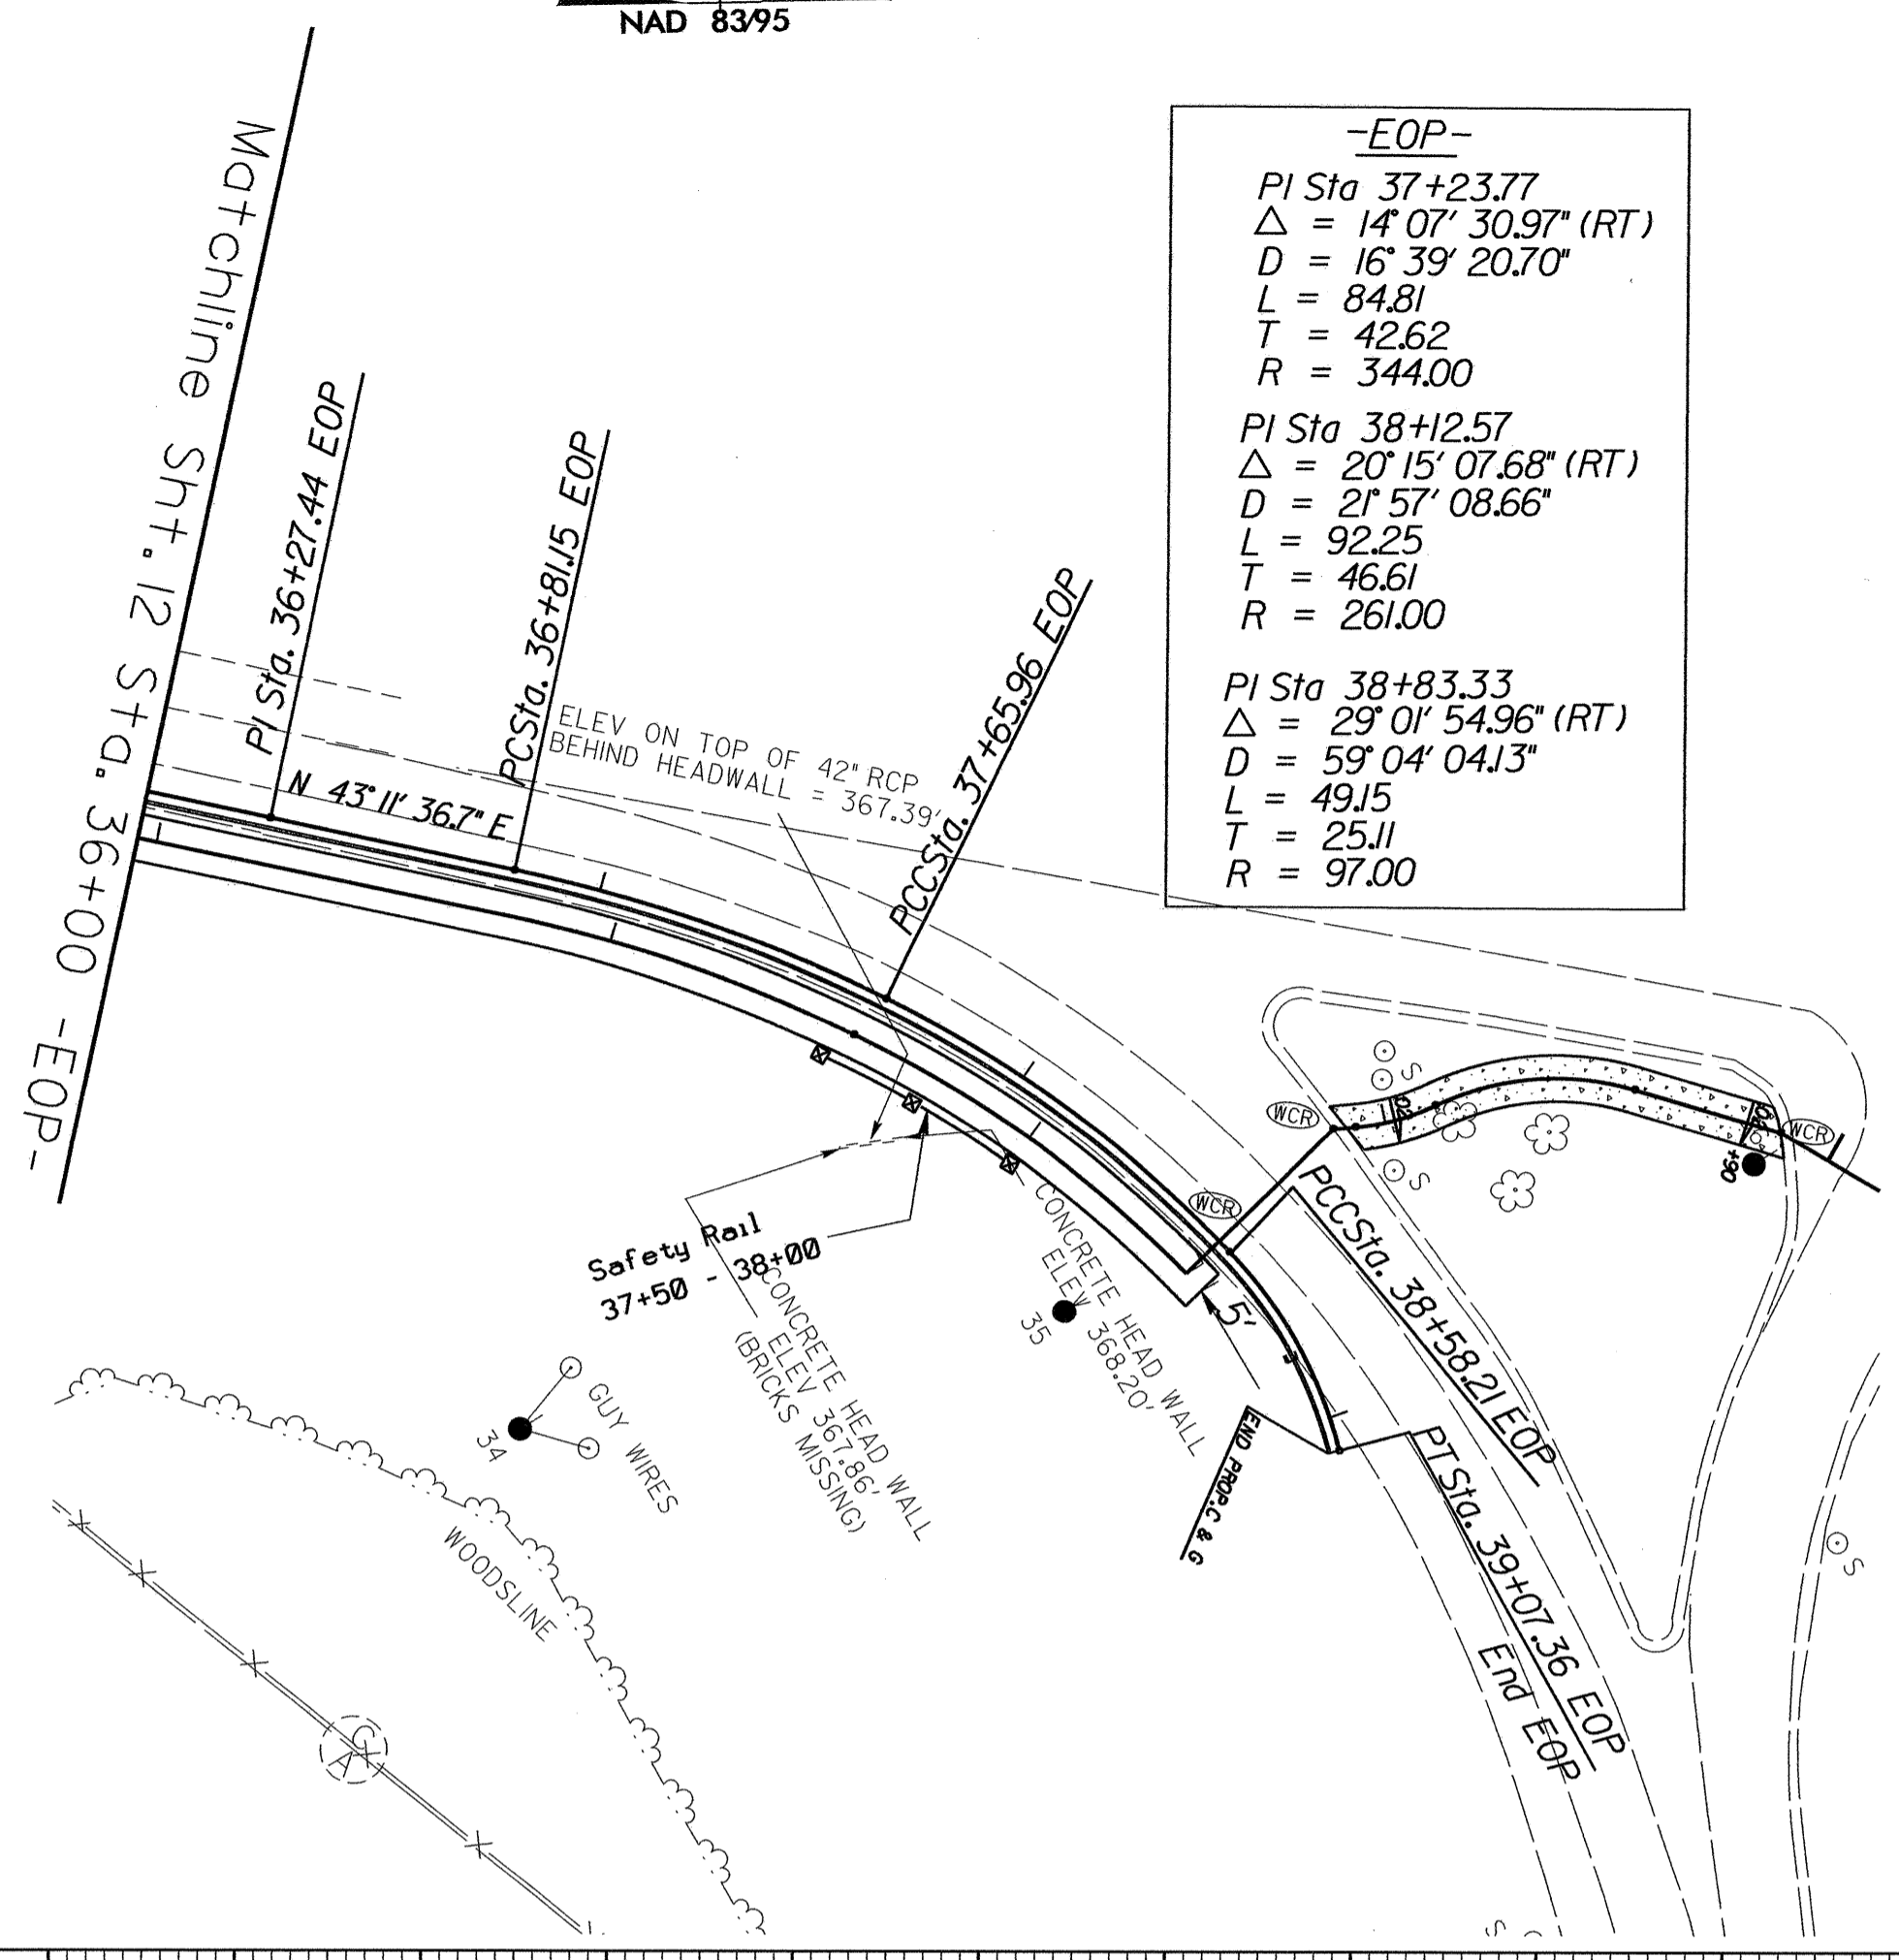 NAD 83/95
-EOP-
PI Sta 37+23.77
△ = 14° 07' 30.97" (RT)
D = 16° 39' 20.70"
L = 84.81
T = 42.62
R = 344.00
PI Sta 38+12.57
△ = 20° 15' 07.68" (RT)
D = 21° 57' 08.66"
L = 92.25
T = 46.61
R = 261.00
PI Sta 38+83.33
△ = 29° 01' 54.96" (RT)
D = 59° 04' 04.13"
L = 49.15
T = 25.11
R = 97.00
Matchline Sht. 12 Sta. 36+00 -EOP-
PI Sta. 36+27.44 EOP
PCSta. 36+81.15 EOP
PCCSta. 37+65.96 EOP
N 43° 11' 36.7" E
ELEV ON TOP OF 42" RCP
BEHIND HEADWALL = 367.39'
WCR
WCR
WCR
S
S
+90
PCCSta. 38+58.21 EOP
PTSta. 39+07.36 EOP
End EOP
Safety Rail
37+50 - 38+00
CONCRETE HEAD WALL
ELEV 367.86'
(BRICKS MISSING)
CONCRETE HEAD WALL
ELEV 368.20'
35
5'
END PROP. C & G
34
GUY WIRES
WOODSLINE
C
A
S
S